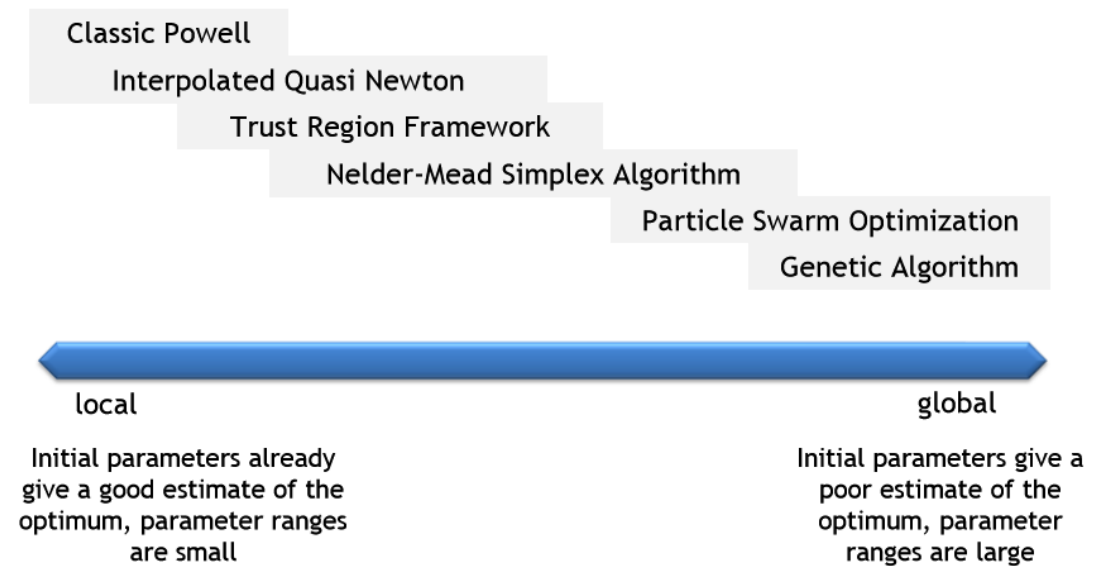 Classic Powell
Interpolated Quasi Newton
Trust Region Framework
Nelder-Mead Simplex Algorithm
Particle Swarm Optimization
Genetic Algorithm
local
global
Initial parameters already
give a good estimate of the
optimum, parameter ranges
are small
Initial parameters give a
poor estimate of the
optimum, parameter
ranges are large